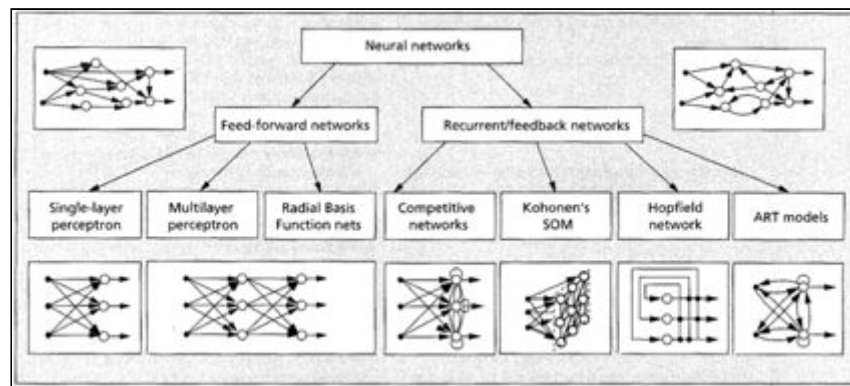 Neural networks
Feed-forward networks
Recurrent/feedback networks
Single-layer
perceptron
Multilayer
perceptron
Radial Basis
Function nets
Competitive
networks
Kohonen's
SOM
Hopfield
network
ART models